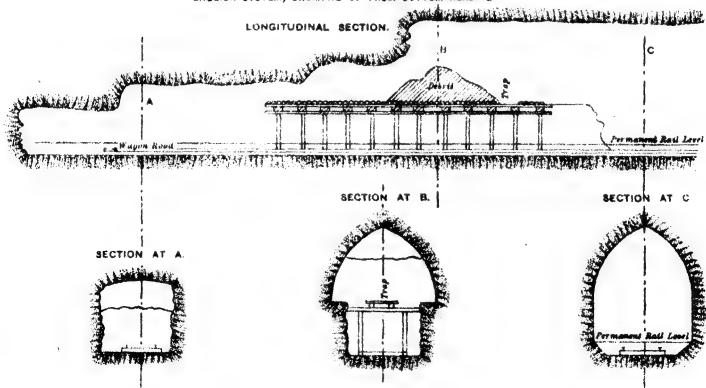 LONGITUDINAL SECTION.
B
C
A
Debris
Trap
Wagon Road
Permanent Rail Level
SECTION AT A.
SECTION AT B.
SECTION AT C
Trap
Permanent Rail Level